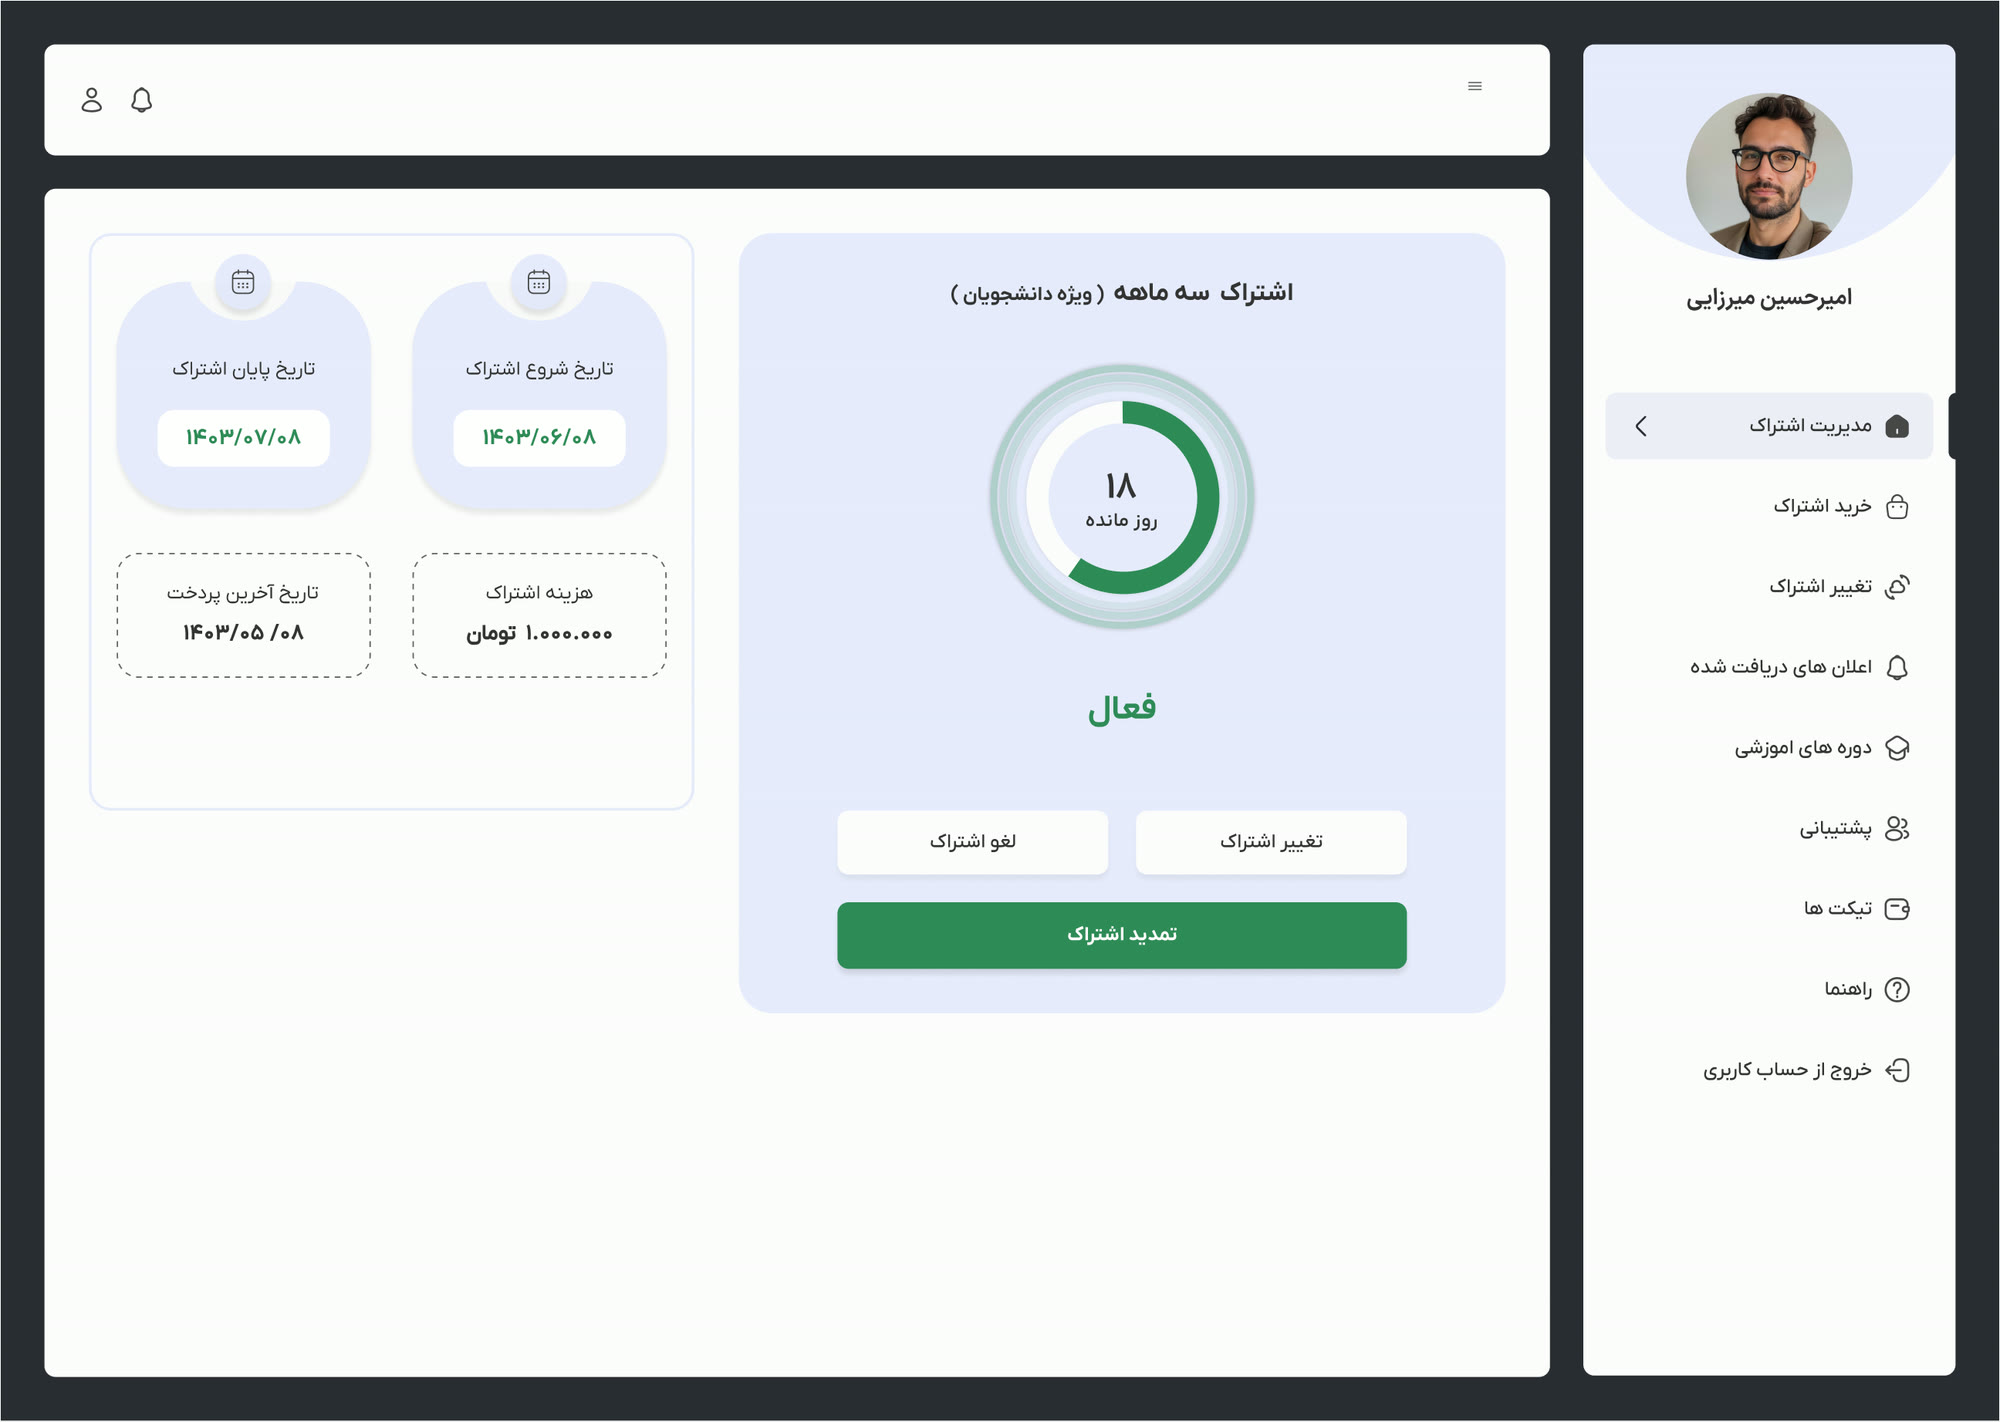 امیرحسین میرزایی
مدیریت اشتراک
خرید اشتراک
تغییر اشتراک
اعلان های دریافت شده
دوره های اموزشی
پشتیبانی
تیکت ها
راهنما
خروج از حساب کاربری
اشتراک سه ماهه ( ویژه دانشجویان )
۱۸
روز مانده
فعال
تغییر اشتراک
لغو اشتراک
تمدید اشتراک
تاریخ شروع اشتراک
۱۴۰۳/۰۶/۰۸
تاریخ پایان اشتراک
۱۴۰۳/۰۷/۰۸
هزینه اشتراک
۱.۰۰۰.۰۰۰ تومان
تاریخ آخرین پردخت
۱۴۰۳/۰۵ /۰۸